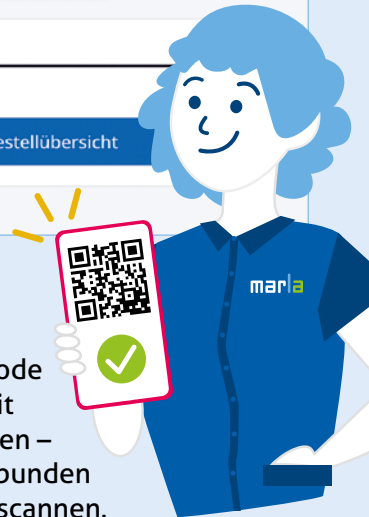 estellübersicht
marla
ode
it
en –
bunden
scannen.